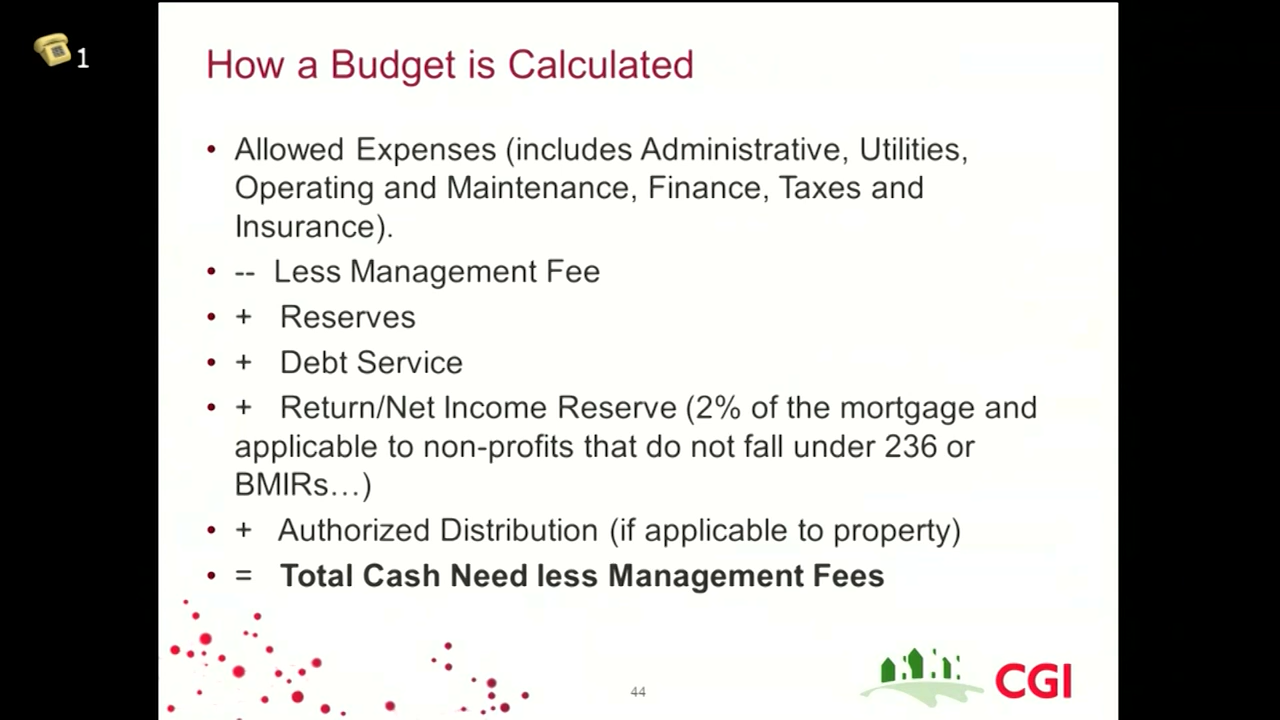 1
How a Budget is Calculated
• Allowed Expenses (includes Administrative, Utilities,
Operating and Maintenance, Finance, Taxes and
Insurance).
• -- Less Management Fee
• + Reserves
• + Debt Service
• + Return/Net Income Reserve (2% of the mortgage and
applicable to non-profits that do not fall under 236 or
BMIRs…)
• + Authorized Distribution (if applicable to property)
• = Total Cash Need less Management Fees
44
CGI